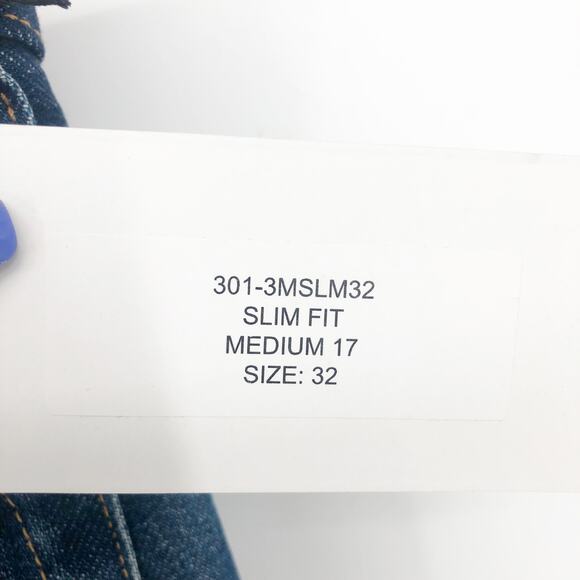 301-3MSLM32
SLIM FIT
MEDIUM 17
SIZE: 32